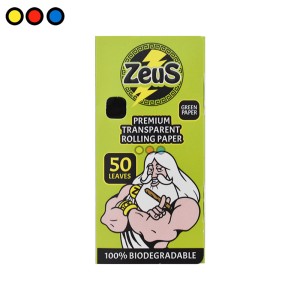 ZEUS
GREEN
PAPER
PREMIUM
TRANSPARENT
ROLLING PAPER
50
LEAVES
100% BIODEGRADABLE